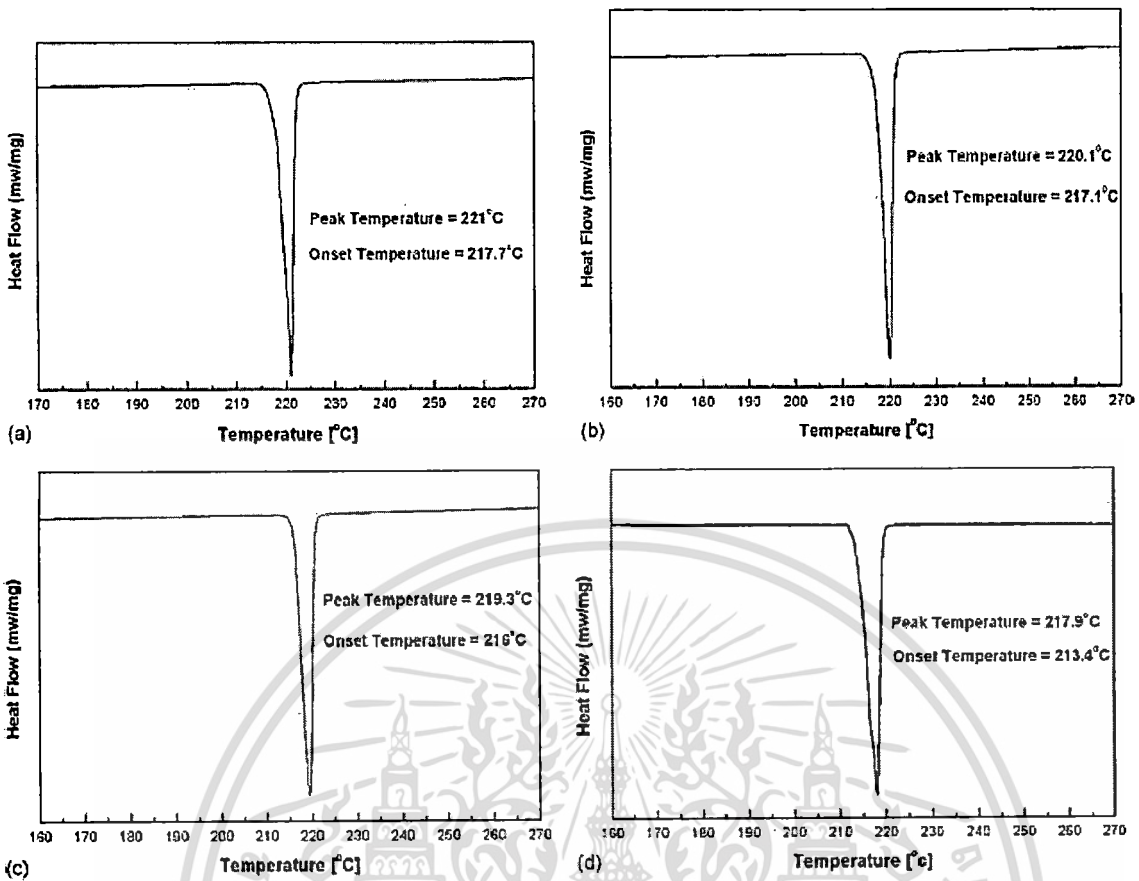 Heat Flow (mw/mg)
Peak Temperature = 221°C
Onset Temperature = 217.7°C
170 180 190 200 210 220 230 240 250 260 270
Temperature [°C]
(a)
Heat Flow (mw/mg)
Peak Temperature = 220.1°C
Onset Temperature = 217.1°C
160 170 180 190 200 210 220 230 240 250 260 270
Temperature [°C]
(b)
Heat Flow (mw/mg)
Peak Temperature = 219.3°C
Onset Temperature = 216°C
160 170 180 190 200 210 220 230 240 250 260 270
Temperature [°C]
(c)
Heat Flow (mw/mg)
Peak Temperature = 217.9°C
Onset Temperature = 213.4°C
160 170 180 190 200 210 220 230 240 250 260 270
Temperature [°c]
(d)